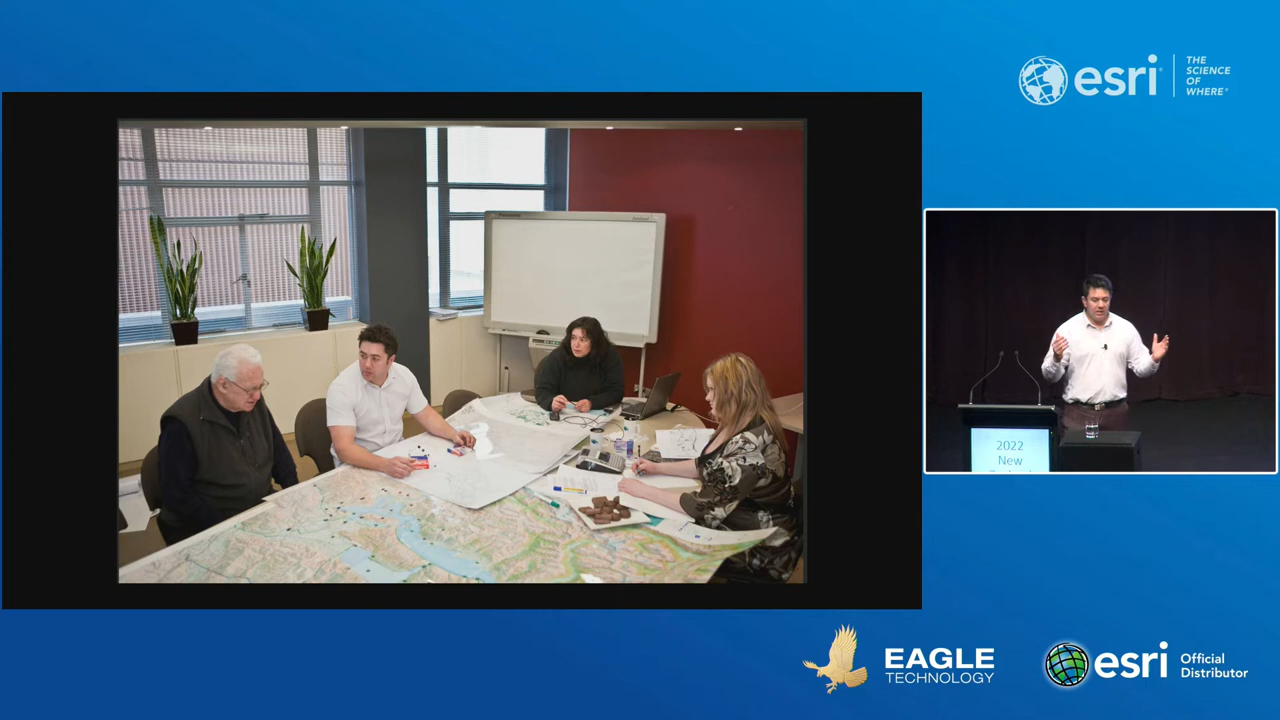 esri
THE
SCIENCE
OF
WHERE
2022
New
EAGLE
TECHNOLOGY
esri
Official
Distributor